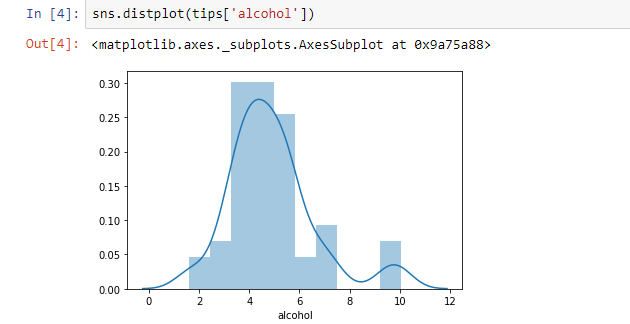 In [4]: sns.distplot(tips['alcohol'])
Out[4]: <matplotlib.axes._subplots.AxesSubplot at 0x9a75a88>
0.30
0.25
0.20
0.15
0.10
0.05
0.00
0 2 4 6 8 10 12
alcohol